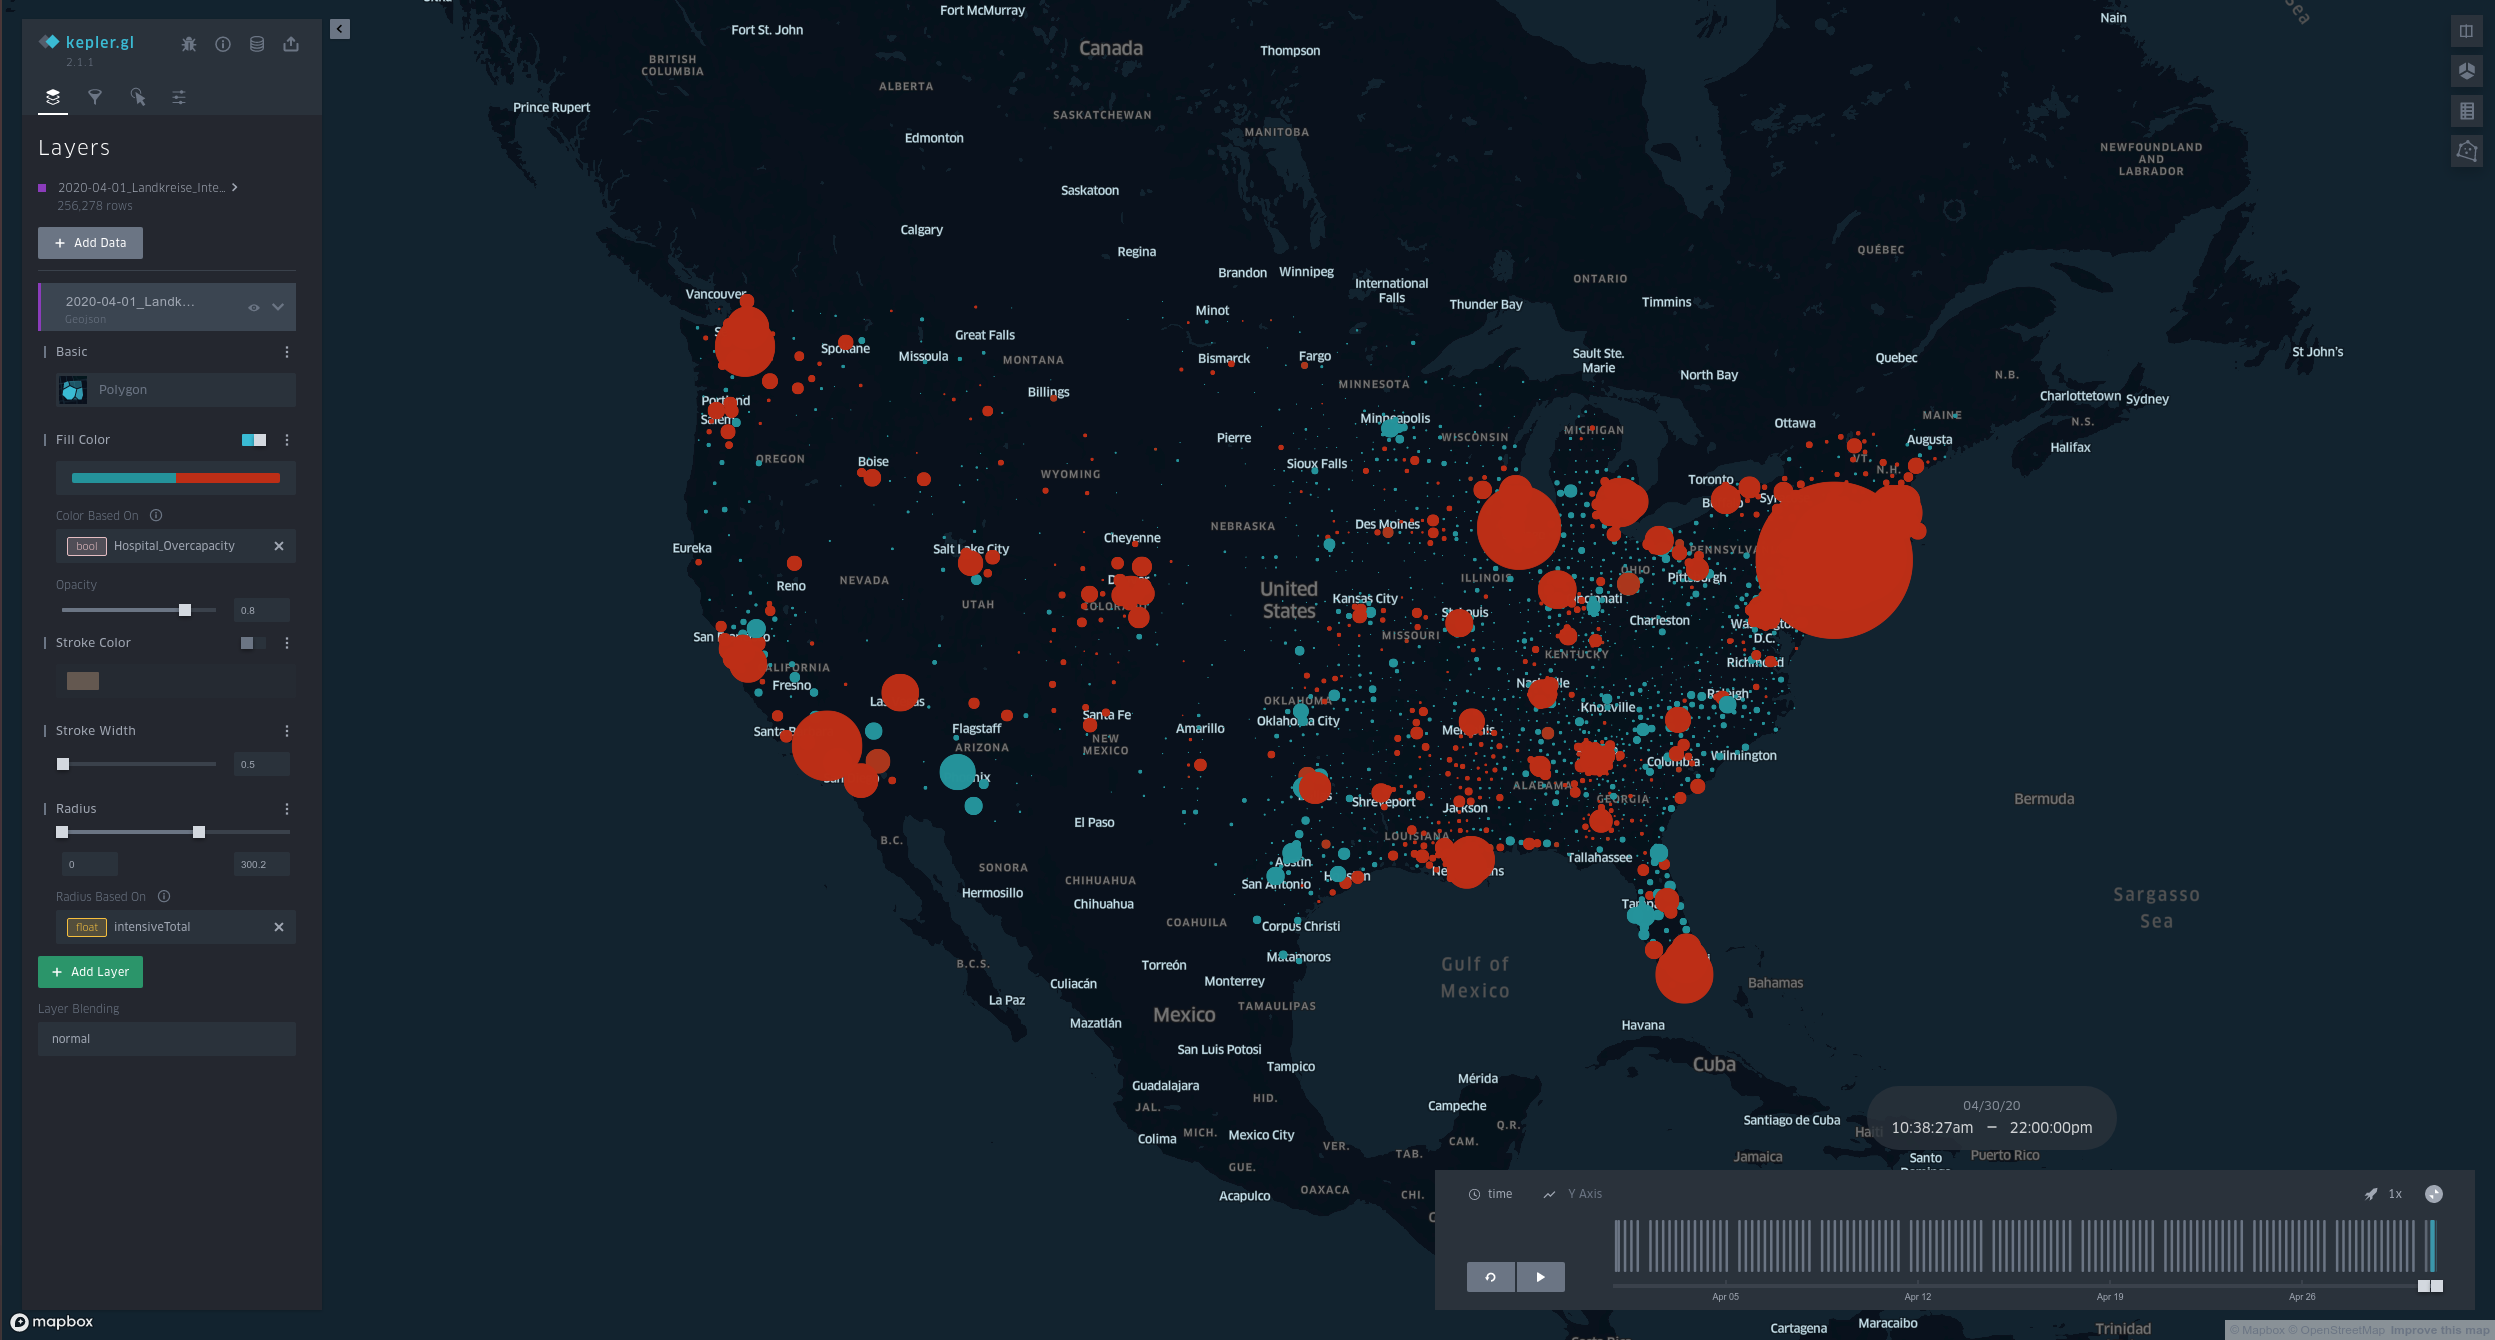 kepler.gl
2.1.1
Layers
2020-04-01_Landkreise_Inte...
256,278 rows
+ Add Data
2020-04-01_Landk...
Geojson
Basic
Polygon
Fill Color
Color Based On
bool Hospital_Overcapacity
Opacity
0.8
Stroke Color
Stroke Width
0.5
Radius
0 300.2
Radius Based On
float intensiveTotal
+ Add Layer
Layer Blending
normal
mapbox
Fort McMurray
Nain
Fort St. John
Canada
Thompson
BRITISH
COLUMBIA
ALBERTA
Prince Rupert
SASKATCHEWAN
MANITOBA
Edmonton
NEWFOUNDLAND
AND
LABRADOR
Saskatoon
Calgary
QUÉBEC
Regina
Brandon Winnipeg
ONTARIO
International
Falls
Vancouver
Thunder Bay
Timmins
Minot
Great Falls
Spokane
Missoula
MONTANA
Bismarck
Fargo
Sault Ste.
Marie
Quebec
St John's
North Bay
N.B.
MINNESOTA
Billings
Charlottetown
Sydney
Portland
Salem
Minneapolis
MAINE
Ottawa
N.S.
WISCONSIN
MICHIGAN
Pierre
Augusta
Halifax
OREGON
Boise
Sioux Falls
VT.
N.H.
WYOMING
Toronto
NEBRASKA
Des Moines
Cheyenne
Eureka
Salt Lake City
PENNSYLVA
Reno
NEVADA
ILLINOIS
OHIO
Pittsburgh
United
States
UTAH
COLORADO
Kansas City
cinnati
St Louis
Charleston
MISSOURI
D.C.
San Francisco
KENTUCKY
Richmond
ALIFORNIA
Fresno
Nashville
Raleigh
OKLAHOMA
Knoxville
Santa Fe
Oklahoma City
Flagstaff
Amarillo
Memphis
ARIZONA
NEW
MEXICO
Wilmington
Columbia
ALABAMA
GEORGIA
Shreveport
Jackson
Bermuda
El Paso
B.C.
LOUISIANA
Austin
Tallahassee
SONORA
CHIHUAHUA
San Antonio
Hermosillo
Chihuahua
Sargasso
Sea
COAHUILA
Corpus Christi
Matamoros
B.C.S.
Torreón
Gulf of
Mexico
Culiacán
Monterrey
Bahamas
La Paz
TAMAULIPAS
Mexico
Mazatlán
Havana
San Luis Potosi
Cuba
Tampico
Guadalajara
Mérida
HID.
JAL.
Campeche
Santiago de Cuba
Q.R.
Colima
MICH.
Mexico City
VER.
CAM.
Haiti
TAB.
Jamaica
Santo
Puerto Rico
GUE.
OAXACA
Acapulco
CHI.
04/30/20
10:38:27am – 22:00:00pm
time Y Axis 1x
Apr 05 Apr 12 Apr 19 Apr 26
Cartagena
Maracaibo
Trinidad
© Mapbox © OpenStreetMap Improve this map